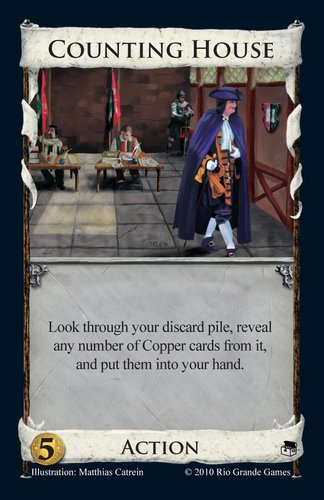 Counting House
Look through your discard pile, reveal
any number of Copper cards from it,
and put them into your hand.
5
Action
Illustration: Matthias Catrein
© 2010 Rio Grande Games